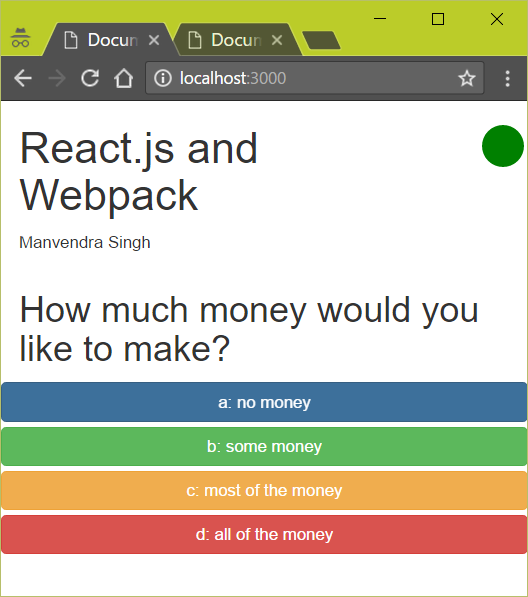 Docun
Docun
localhost:3000
React.js and
Webpack
Manvendra Singh
How much money would you
like to make?
a: no money
b: some money
c: most of the money
d: all of the money